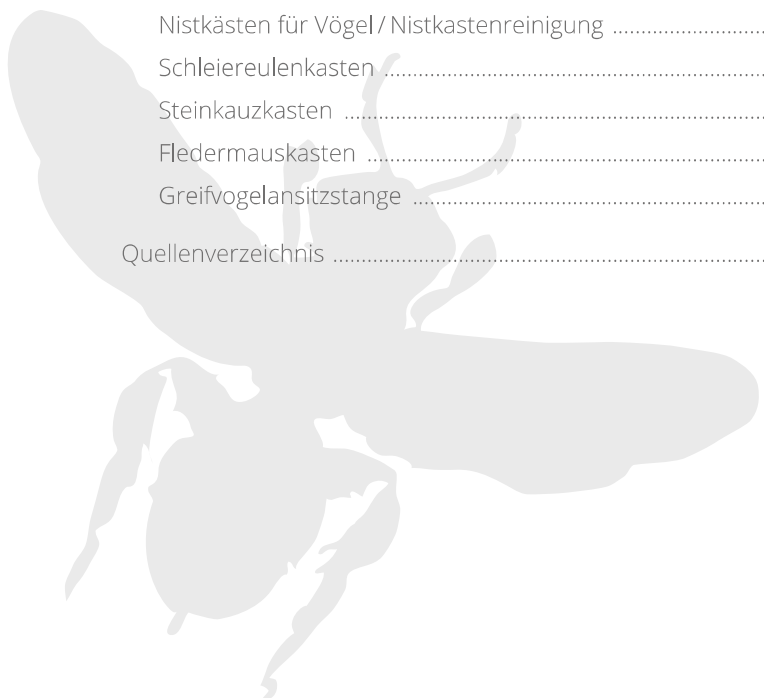 Nistkästen für Vögel / Nistkastenreinigung ..........................
Schleiereulenkasten ..................................................................
Steinkauzkasten .........................................................................
Fledermauskasten .....................................................................
Greifvogelansitzstange .............................................................
Quellenverzeichnis ...........................................................................